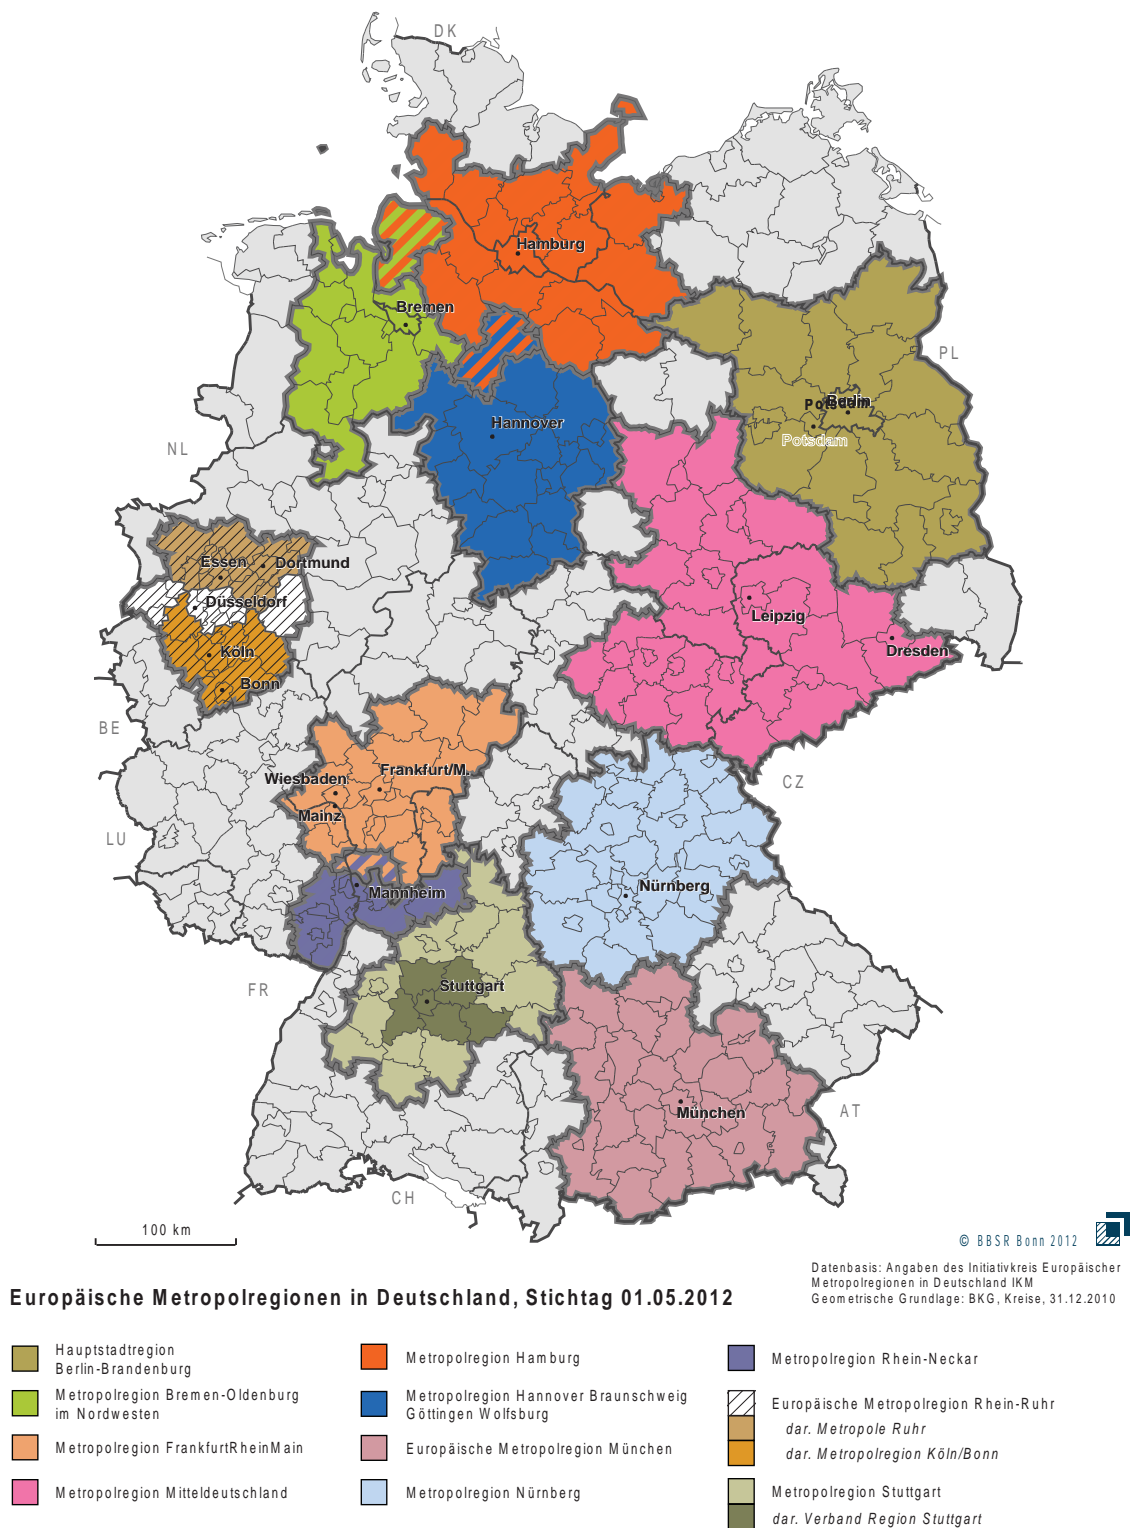 DK
Hamburg
Bremen
PL
Potsdam
Berlin
Hannover
Potsdam
NL
Essen
Dortmund
Düsseldorf
Leipzig
Köln
Dresden
Bonn
BE
Frankfurt/M.
Wiesbaden
CZ
Mainz
LU
Mannheim
Nürnberg
FR
Stuttgart
München
AT
CH
100 km
© BBSR Bonn 2012
Datenbasis: Angaben des Initiativkreis Europäischer
Metropolregionen in Deutschland IKM
Geometrische Grundlage: BKG, Kreise, 31.12.2010
Europäische Metropolregionen in Deutschland, Stichtag 01.05.2012
Hauptstadtregion
Berlin-Brandenburg
Metropolregion Bremen-Oldenburg
im Nordwesten
Metropolregion FrankfurtRheinMain
Metropolregion Mitteldeutschland
Metropolregion Hamburg
Metropolregion Hannover Braunschweig
Göttingen Wolfsburg
Europäische Metropolregion München
Metropolregion Nürnberg
Metropolregion Rhein-Neckar
Europäische Metropolregion Rhein-Ruhr
dar. Metropole Ruhr
dar. Metropolregion Köln/Bonn
Metropolregion Stuttgart
dar. Verband Region Stuttgart